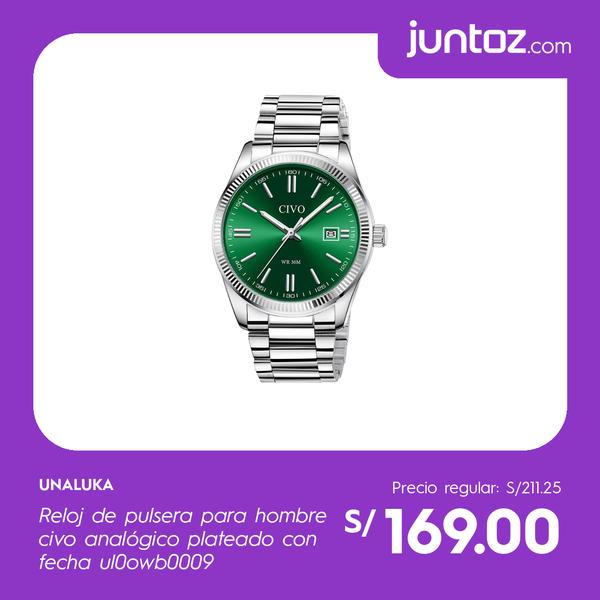 juntoz.com
CIVO
WR 30M
UNALUKA
Reloj de pulsera para hombre
civo analógico plateado con
fecha ul0owb0009
Precio regular: S/211.25
S/169.00